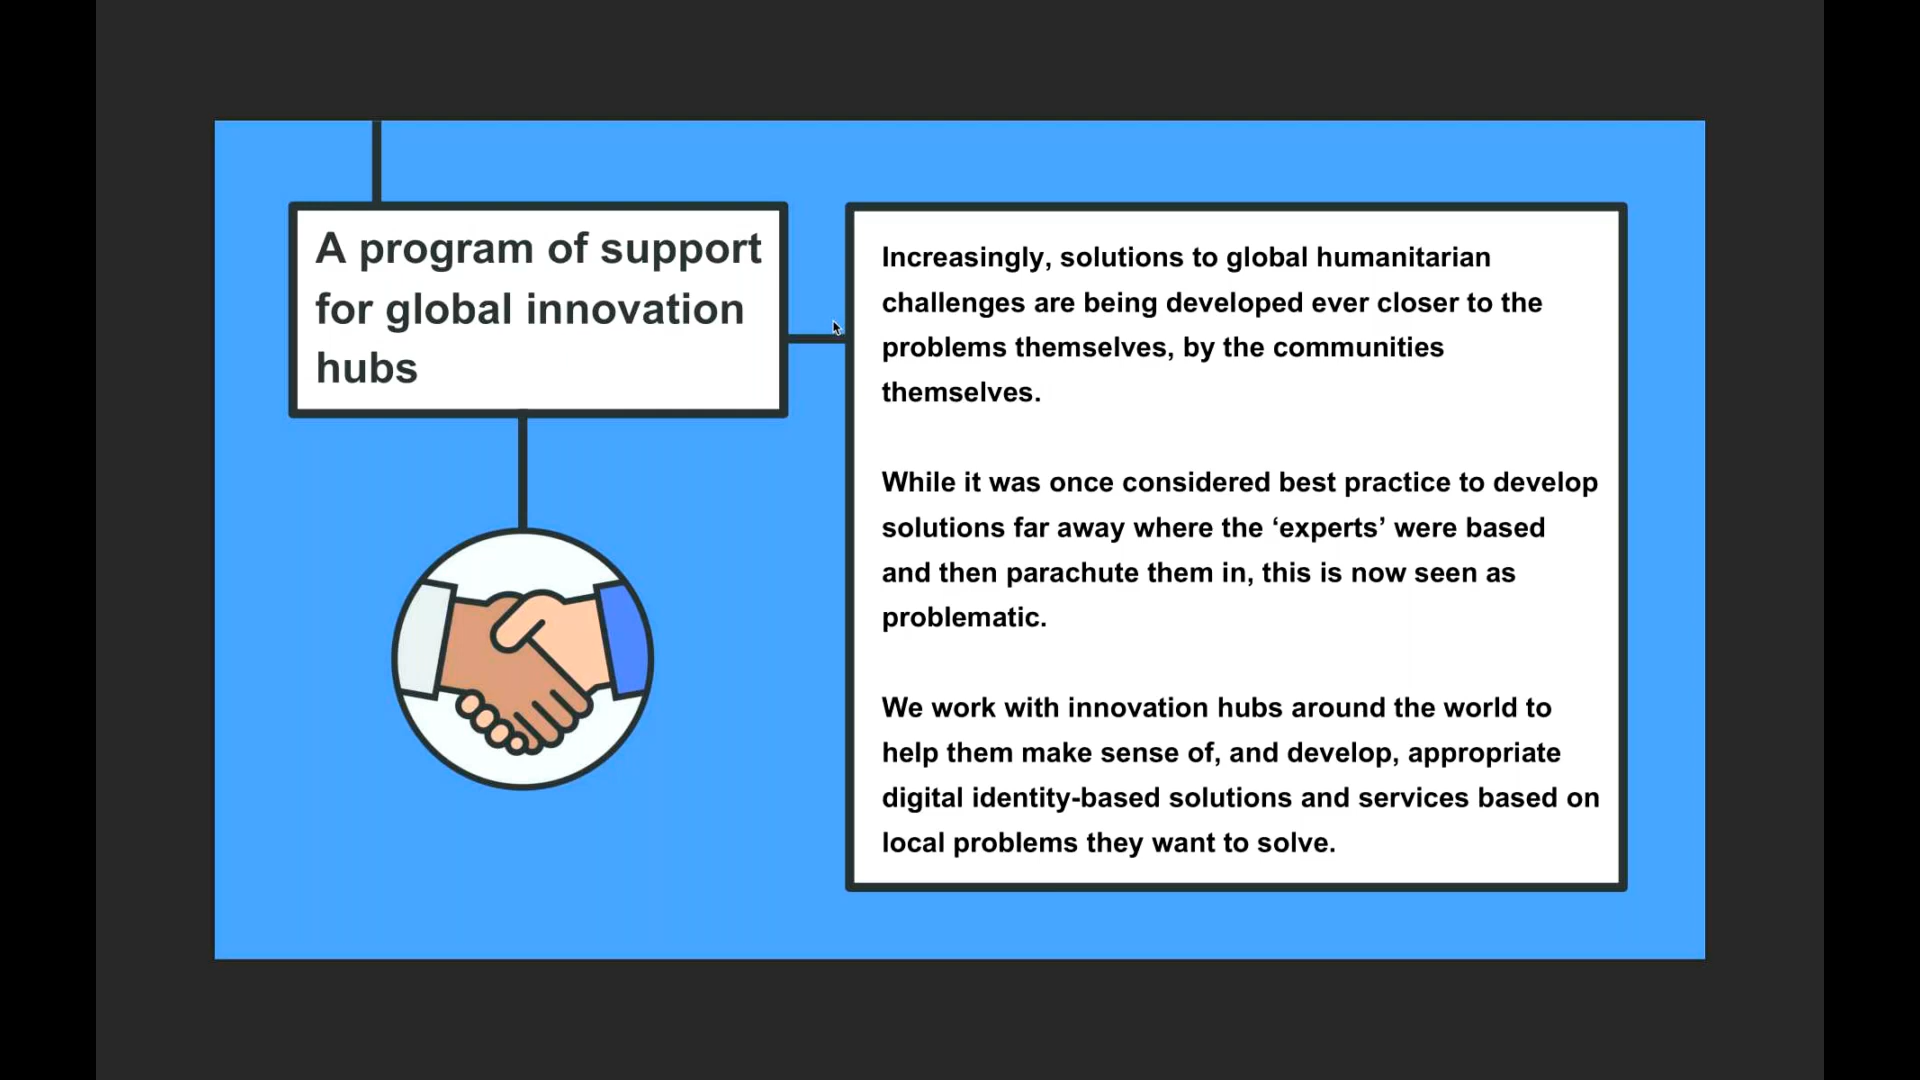 A program of support
for global innovation
hubs
Increasingly, solutions to global humanitarian
challenges are being developed ever closer to the
problems themselves, by the communities
themselves.
While it was once considered best practice to develop
solutions far away where the ‘experts’ were based
and then parachute them in, this is now seen as
problematic.
We work with innovation hubs around the world to
help them make sense of, and develop, appropriate
digital identity-based solutions and services based on
local problems they want to solve.